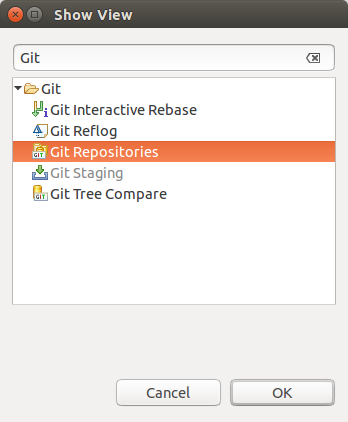 Show View
Git
Git
Git Interactive Rebase
Git Reflog
Git Repositories
Git Staging
Git Tree Compare
Cancel
OK